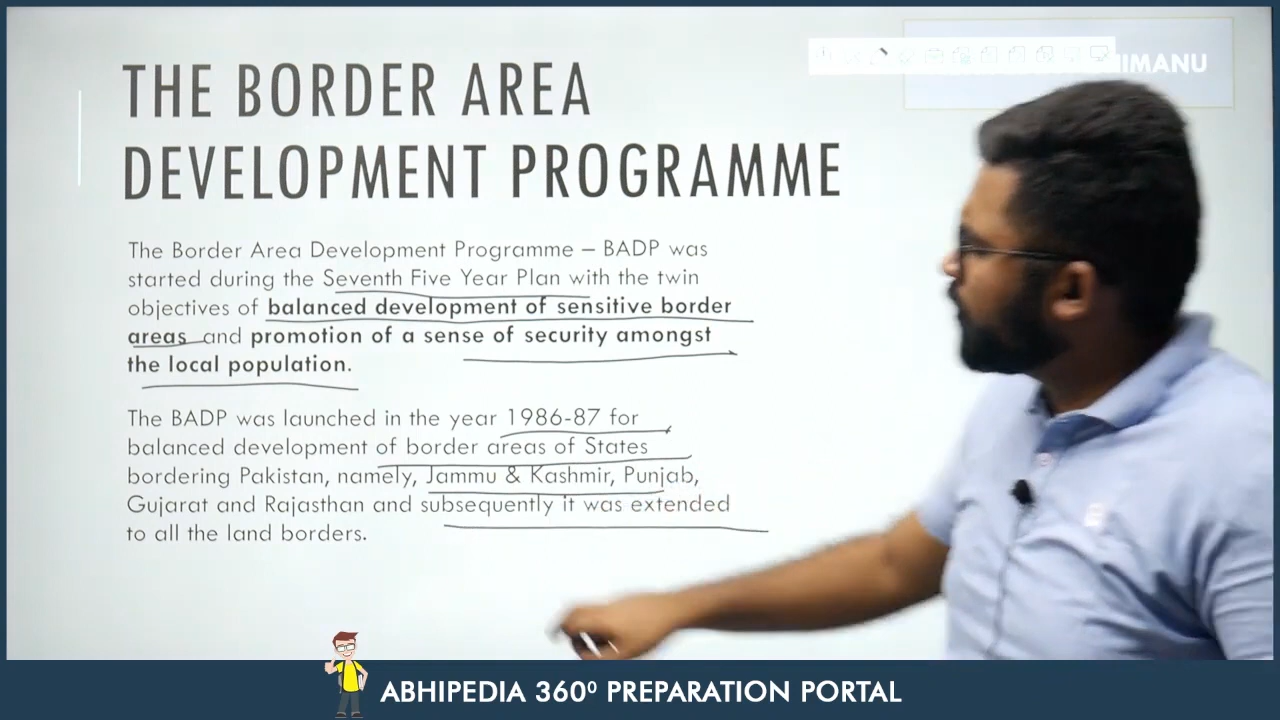 IMANU
THE BORDER AREA
DEVELOPMENT PROGRAMME
The Border Area Development Programme – BADP was
started during the Seventh Five Year Plan with the twin
objectives of balanced development of sensitive border
areas and promotion of a sense of security amongst
the local population.
The BADP was launched in the year 1986-87 for
balanced development of border areas of States
bordering Pakistan, namely, Jammu & Kashmir, Punjab,
Gujarat and Rajasthan and subsequently it was extended
to all the land borders.
ABHIPEDIA 360⁰ PREPARATION PORTAL